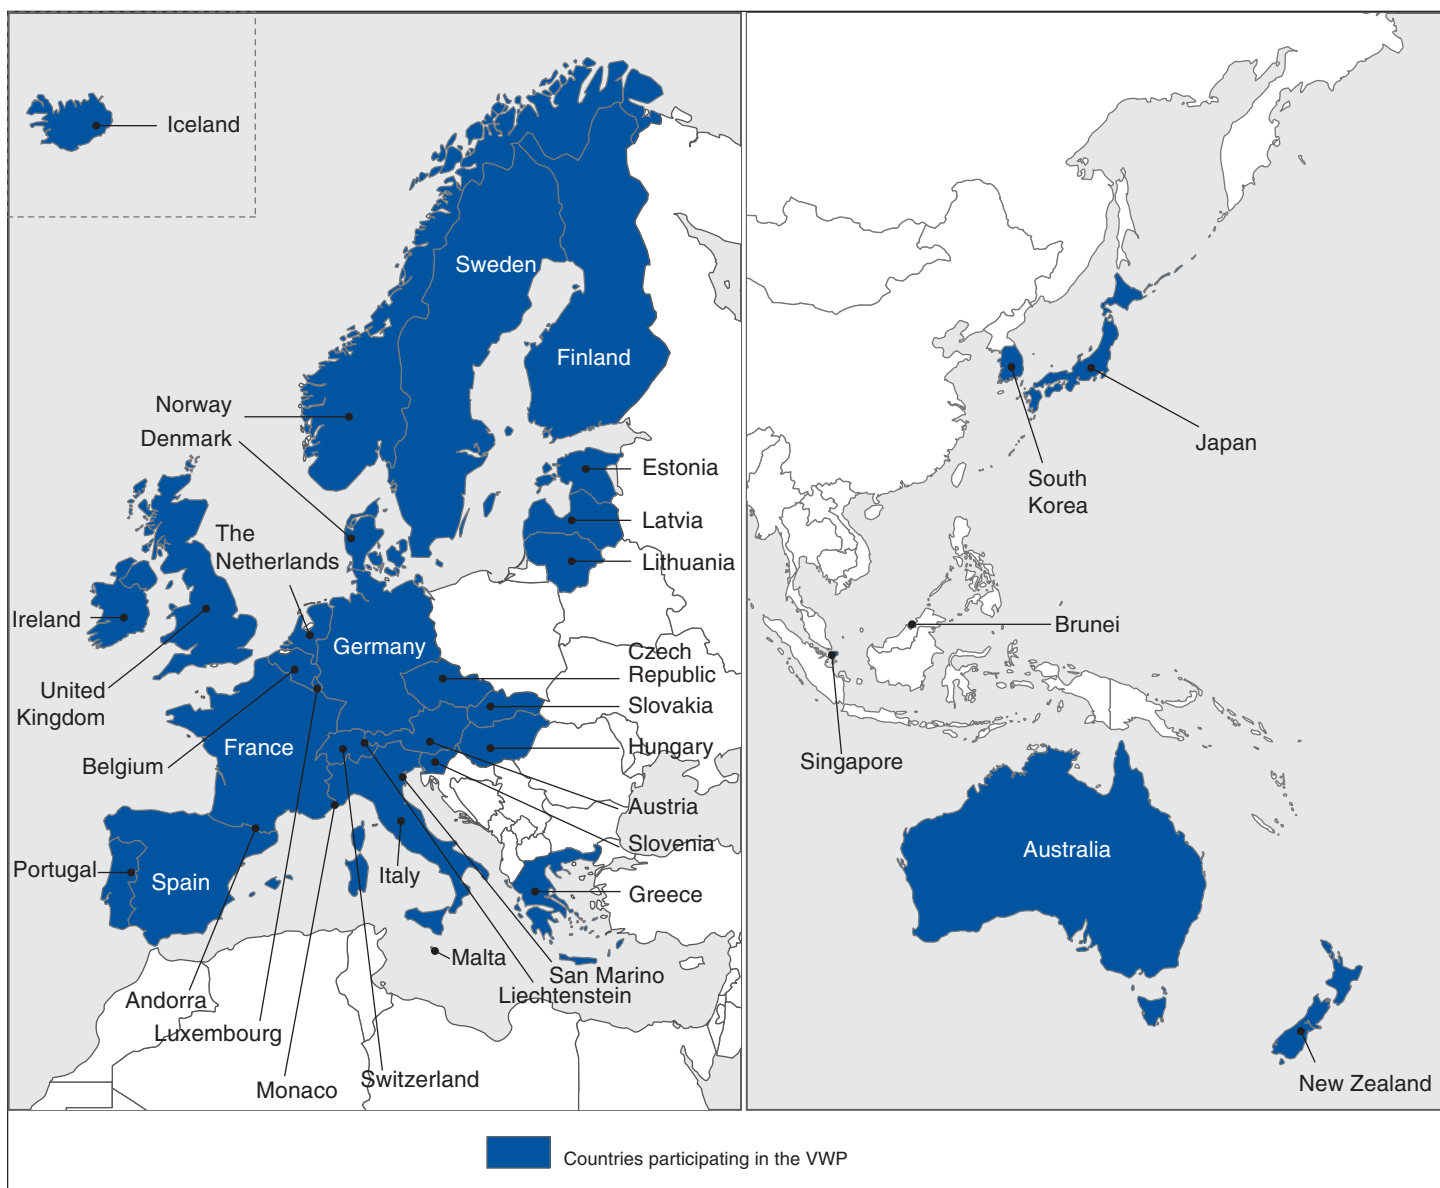 Iceland
Sweden
Finland
Norway
Denmark
Estonia
Latvia
Lithuania
The
Netherlands
Ireland
Germany
Czech
Republic
United
Kingdom
Slovakia
France
Hungary
Belgium
Austria
Slovenia
Portugal
Spain
Italy
Greece
Malta
San Marino
Liechtenstein
Andorra
Luxembourg
Monaco
Switzerland
Japan
South
Korea
Brunei
Singapore
Australia
New Zealand
Countries participating in the VWP